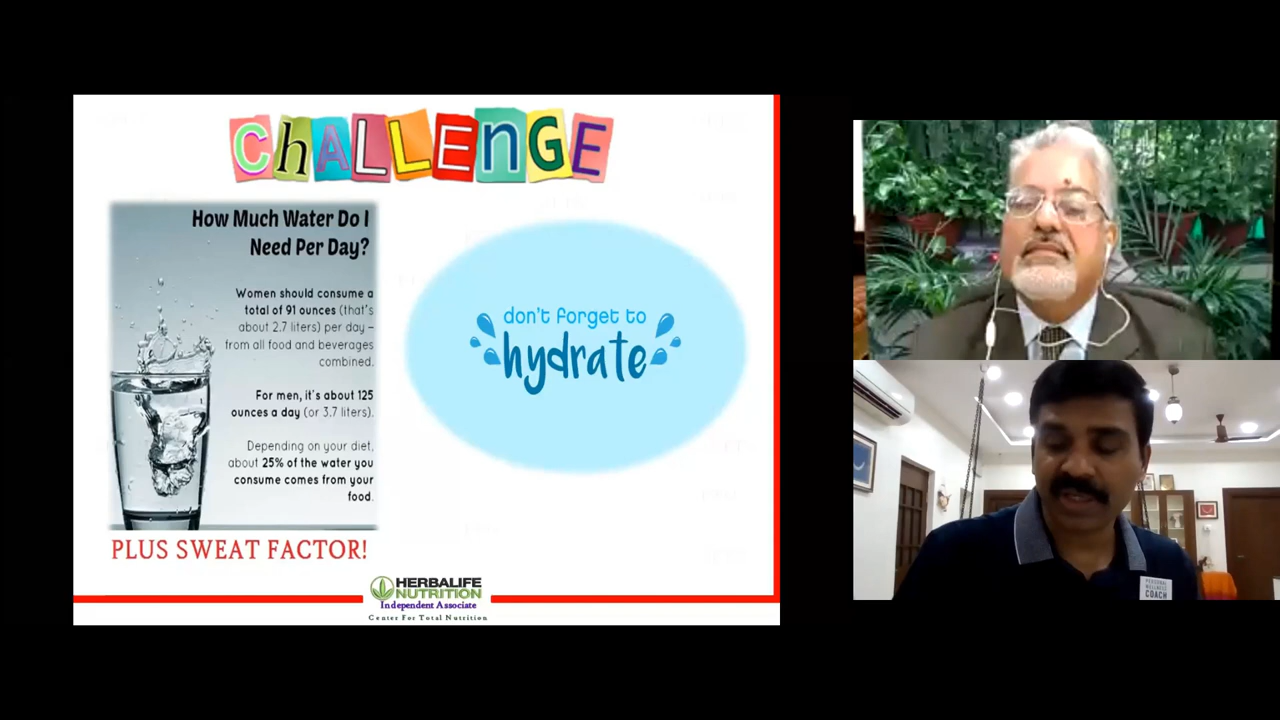 CHALLENGE
How Much Water Do I
Need Per Day?
Women should consume a
total of 91 ounces (that's
about 2.7 liters) per day –
from all food and beverages
combined.
For men, it's about 125
ounces a day (or 3.7 liters).
Depending on your diet,
about 25% of the water you
consume comes from your
food.
PLUS SWEAT FACTOR!
don't forget to
hydrate
HERBALIFE
NUTRITION
Independent Associate
Center For Total Nutrition
PERSONAL
WELLNESS
COACH